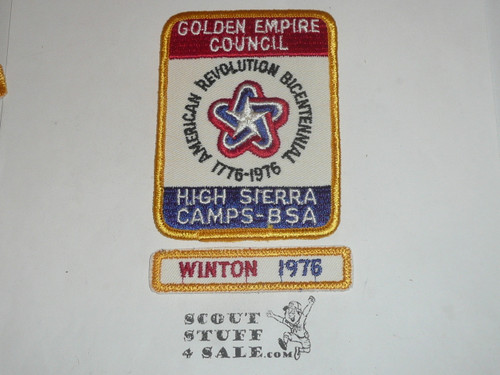 GOLDEN EMPIRE
COUNCIL
AMERICAN REVOLUTION BICENTENNIAL
1776-1976
HIGH SIERRA
CAMPS-BSA
WINTON 1976
SCOUT
STUFF
4 SALE.COM